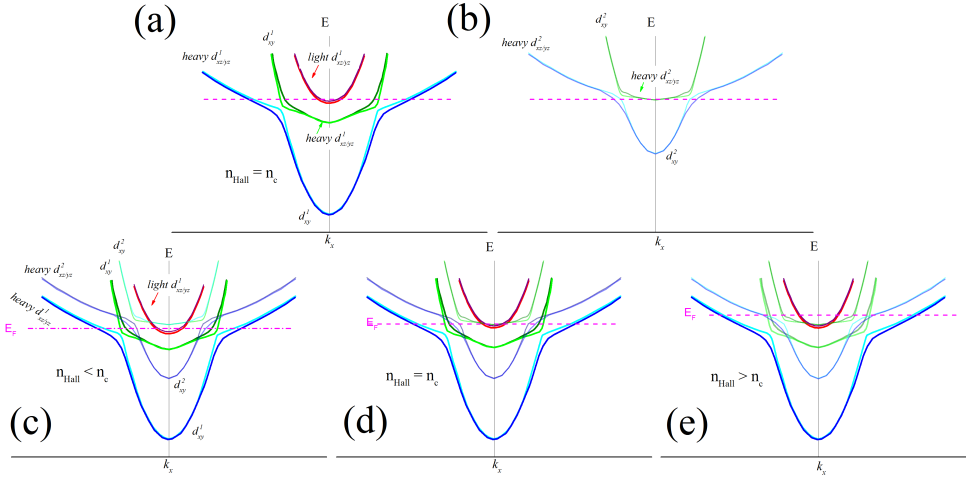 (a)
E
d¹xy
heavy d¹xz/yz
light d¹xz/yz
heavy d¹xz/yz
nHall = nc
d¹xy
kx
(b)
E
d²xy
heavy d²xz/yz
heavy d²xz/yz
d²xy
kx
E
d²xy
d¹xy
heavy d²xz/yz
light d¹xz/yz
heavy d¹xz/yz
EF
nHall < nc
d²xy
d¹xy
(c)
kx
E
EF
nHall = nc
(d)
kx
E
EF
nHall > nc
(e)
kx